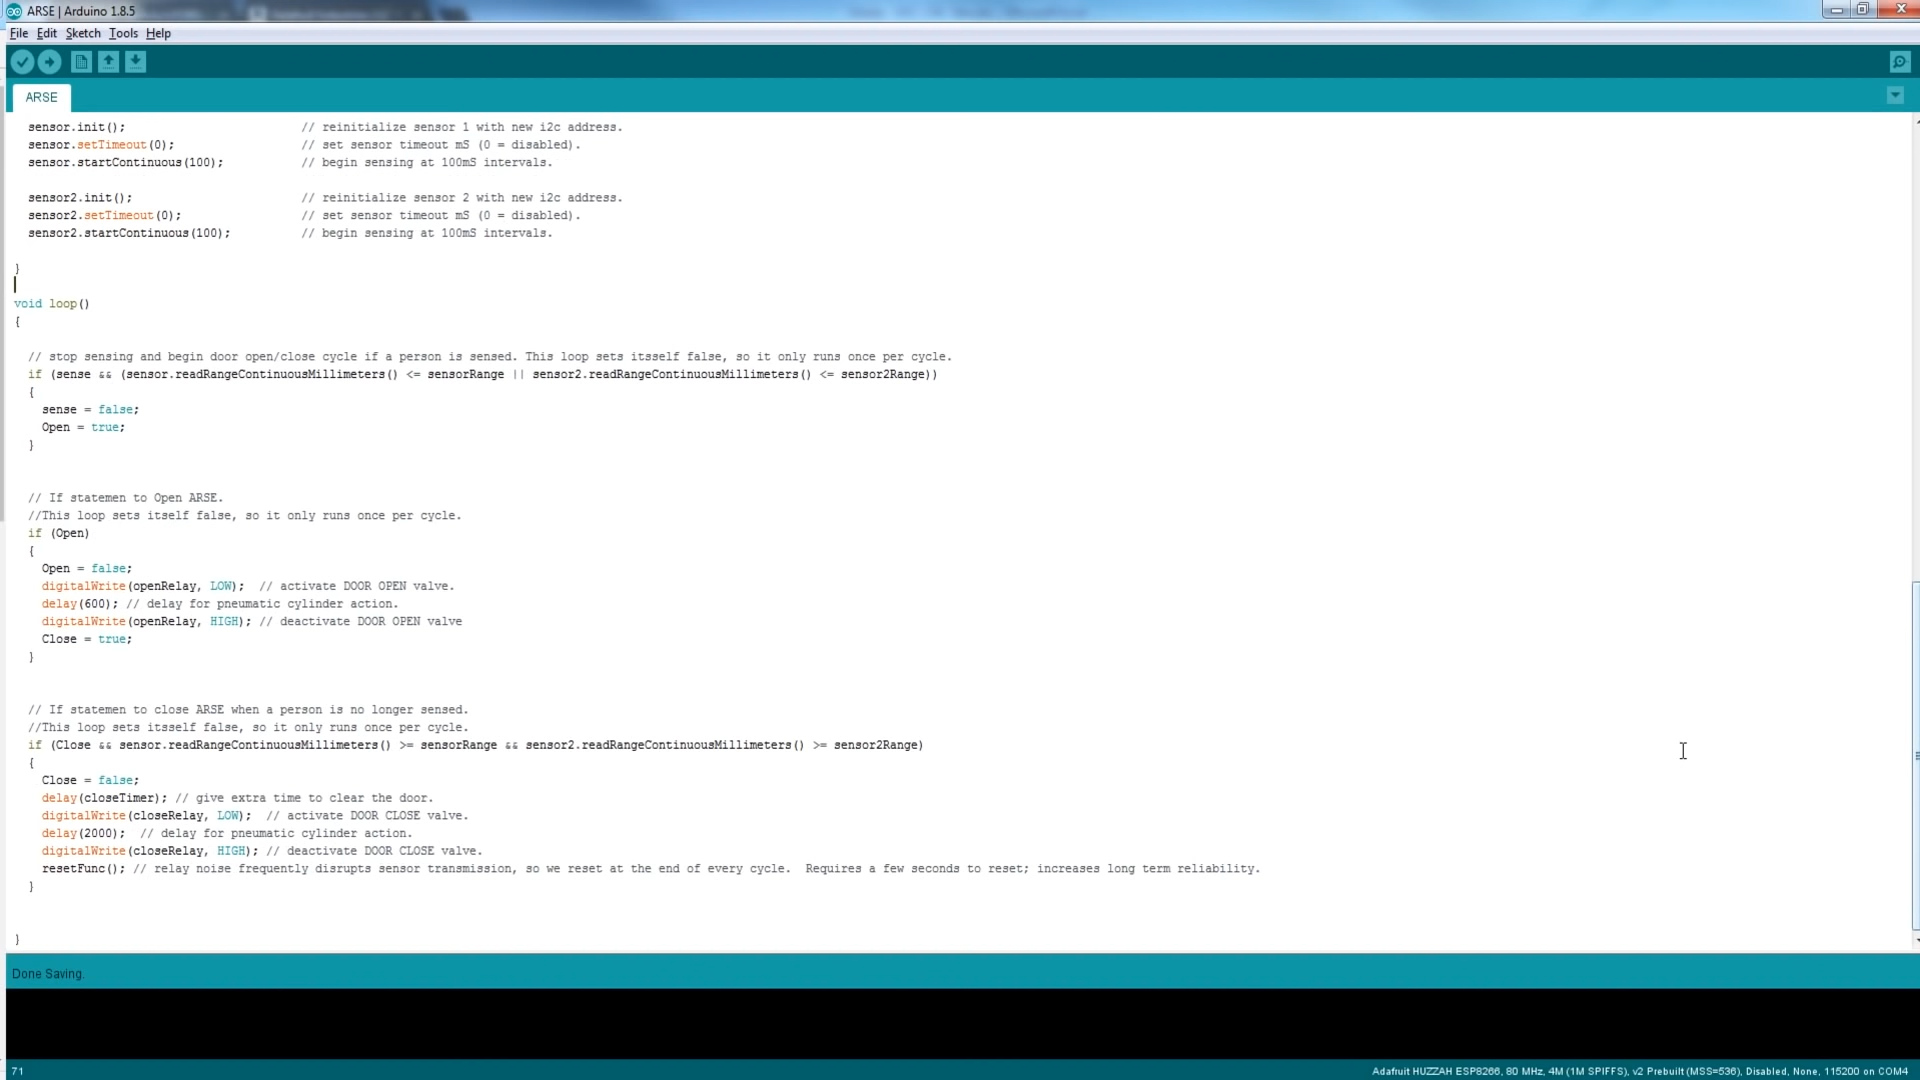 ARSE | Arduino 1.8.5
File Edit Sketch Tools Help
ARSE
sensor.init(); // reinitialize sensor 1 with new i2c address.
sensor.setTimeout(0); // set sensor timeout mS (0 = disabled).
sensor.startContinuous(100); // begin sensing at 100mS intervals.
sensor2.init(); // reinitialize sensor 2 with new i2c address.
sensor2.setTimeout(0); // set sensor timeout mS (0 = disabled).
sensor2.startContinuous(100); // begin sensing at 100mS intervals.
}
void loop()
{
// stop sensing and begin door open/close cycle if a person is sensed. This loop sets itsself false, so it only runs once per cycle.
if (sense && (sensor.readRangeContinuousMillimeters() <= sensorRange || sensor2.readRangeContinuousMillimeters() <= sensor2Range))
{
sense = false;
Open = true;
}
// If statemen to Open ARSE.
//This loop sets itself false, so it only runs once per cycle.
if (Open)
{
Open = false;
digitalWrite(openRelay, LOW); // activate DOOR OPEN valve.
delay(600); // delay for pneumatic cylinder action.
digitalWrite(openRelay, HIGH); // deactivate DOOR OPEN valve
Close = true;
}
// If statemen to close ARSE when a person is no longer sensed.
//This loop sets itsself false, so it only runs once per cycle.
if (Close && sensor.readRangeContinuousMillimeters() >= sensorRange && sensor2.readRangeContinuousMillimeters() >= sensor2Range)
{
Close = false;
delay(closeTimer); // give extra time to clear the door.
digitalWrite(closeRelay, LOW); // activate DOOR CLOSE valve.
delay(2000); // delay for pneumatic cylinder action.
digitalWrite(closeRelay, HIGH); // deactivate DOOR CLOSE valve.
resetFunc(); // relay noise frequently disrupts sensor transmission, so we reset at the end of every cycle.  Requires a few seconds to reset; increases long term reliability.
}
}
Done Saving.
71 Adafruit HUZZAH ESP8266, 80 MHz, 4M (1M SPIFFS), v2 Prebuilt (MSS=536), Disabled, None, 115200 on COM4